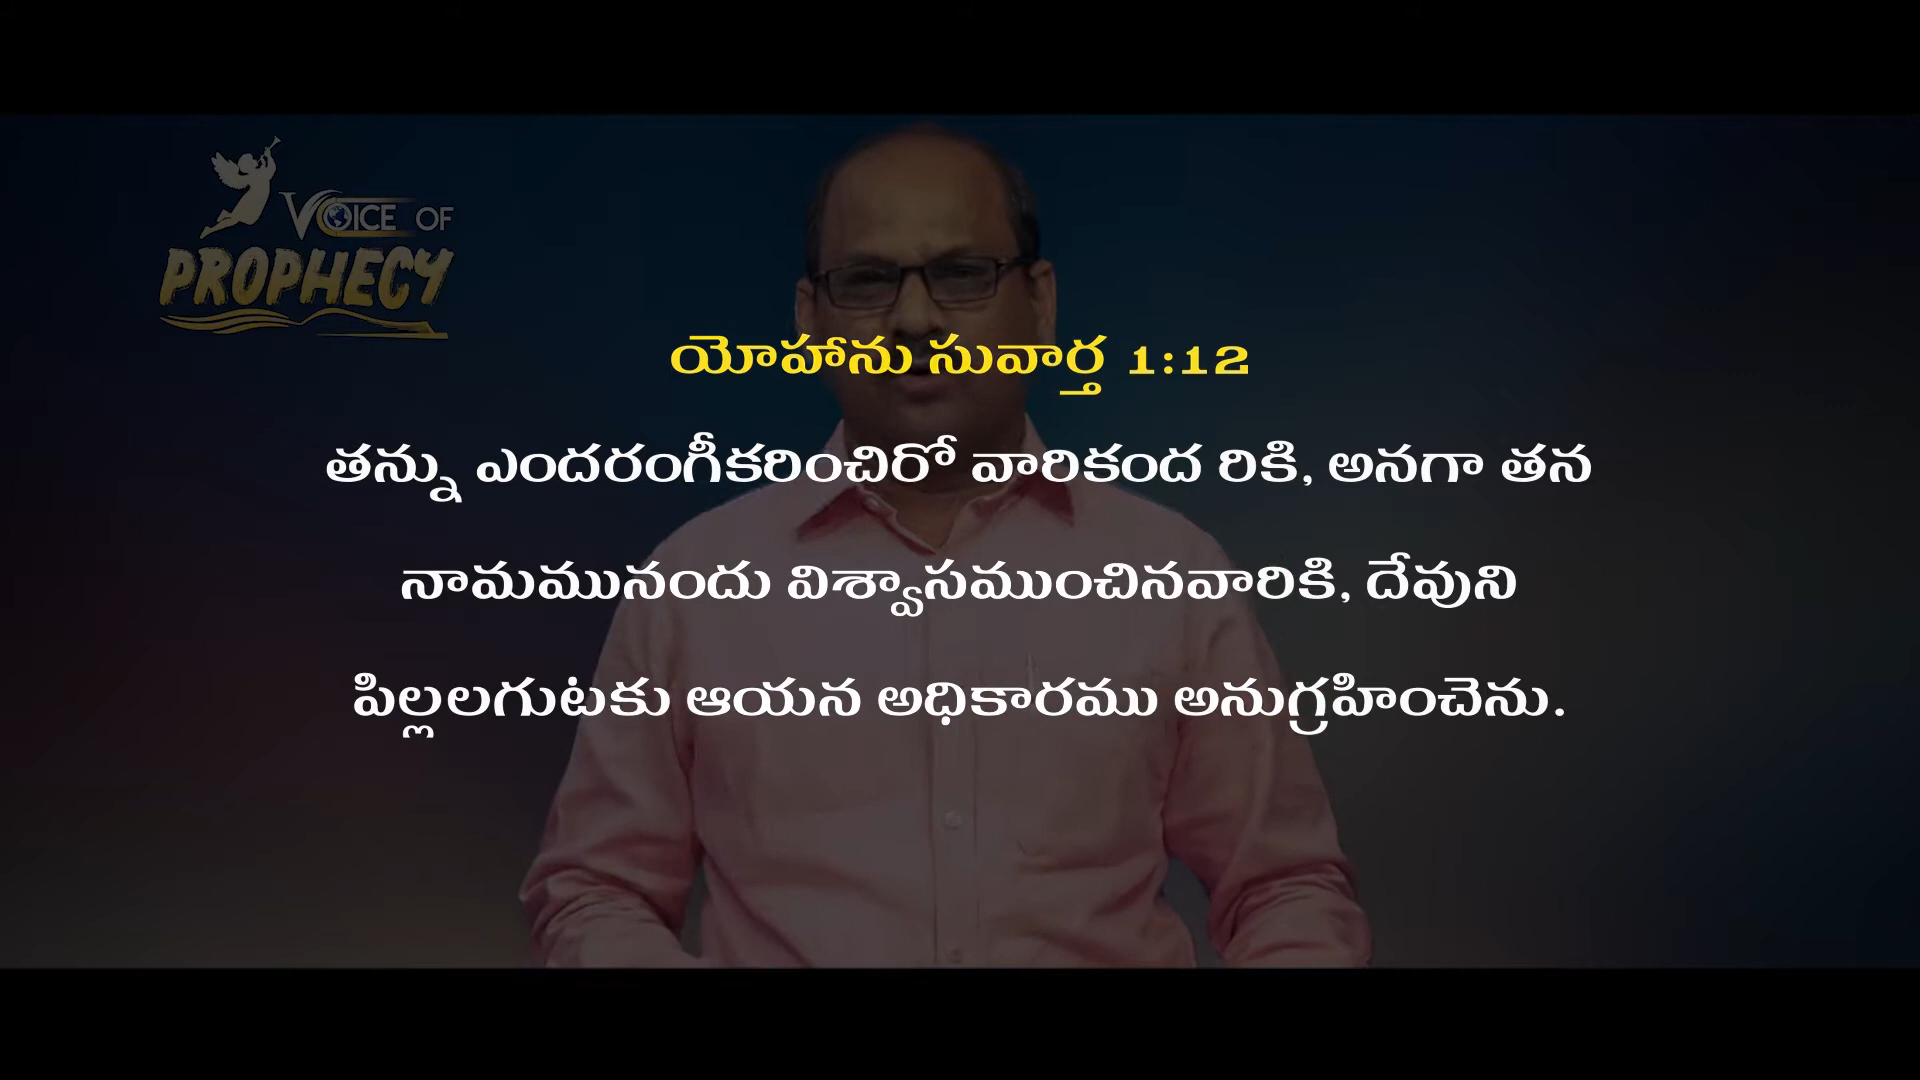 VOICE OF
PROPHECY
యోహాను సువార్త 1:12
తన్ను ఎందరంగీకరించిరో వారికంద రికి, అనగా తన
నామమునందు విశ్వాసముంచినవారికి, దేవుని
పిల్లలగుటకు ఆయన అధికారము అనుగ్రహించెను.